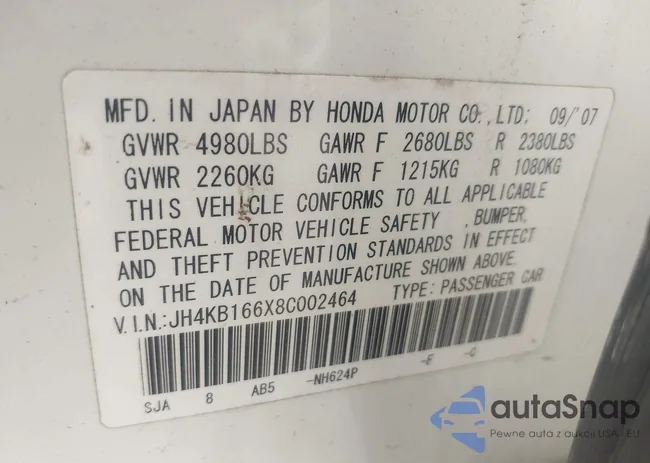 MFD. IN JAPAN BY HONDA MOTOR CO.,LTD; 09/'07
GVWR 4980LBS GAWR F 2680LBS R 2380LBS
GVWR 2260KG GAWR F 1215KG R 1080KG
THIS VEHICLE CONFORMS TO ALL APPLICABLE
FEDERAL MOTOR VEHICLE SAFETY ,BUMPER,
AND THEFT PREVENTION STANDARDS IN EFFECT
ON THE DATE OF MANUFACTURE SHOWN ABOVE.
V.I.N.:JH4KB166X8C002464 TYPE: PASSENGER CAR
SJA 8 AB5 -NH624P -E -C
autaSnap
Pewne auta z aukcji USA i EU